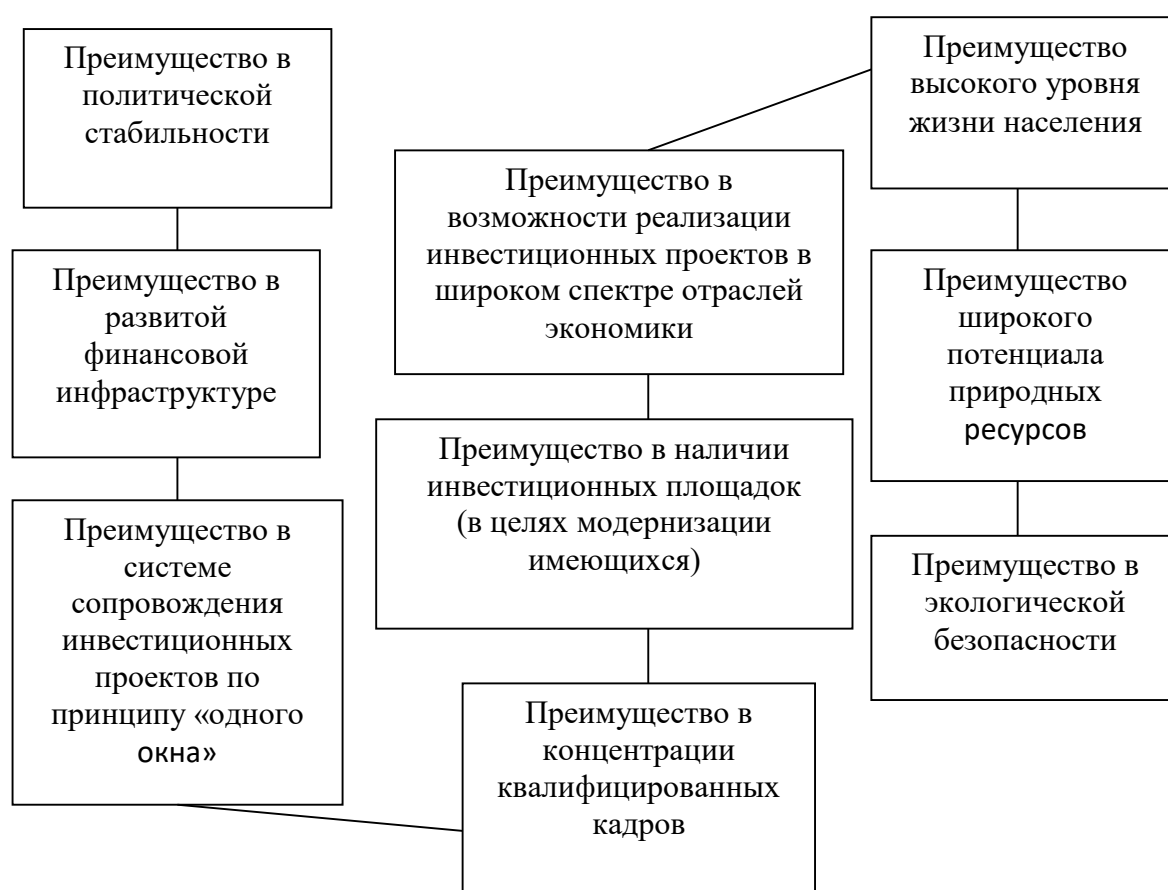 Преимущество в
политической
стабильности
Преимущество в
развитой
финансовой
инфраструктуре
Преимущество в
системе
сопровождения
инвестиционных
проектов по
принципу «одного
окна»
Преимущество в
возможности реализации
инвестиционных проектов в
широком спектре отраслей
экономики
Преимущество в наличии
инвестиционных площадок
(в целях модернизации
имеющихся)
Преимущество в
концентрации
квалифицированных
кадров
Преимущество
высокого уровня
жизни населения
Преимущество
широкого
потенциала
природных
ресурсов
Преимущество в
экологической
безопасности